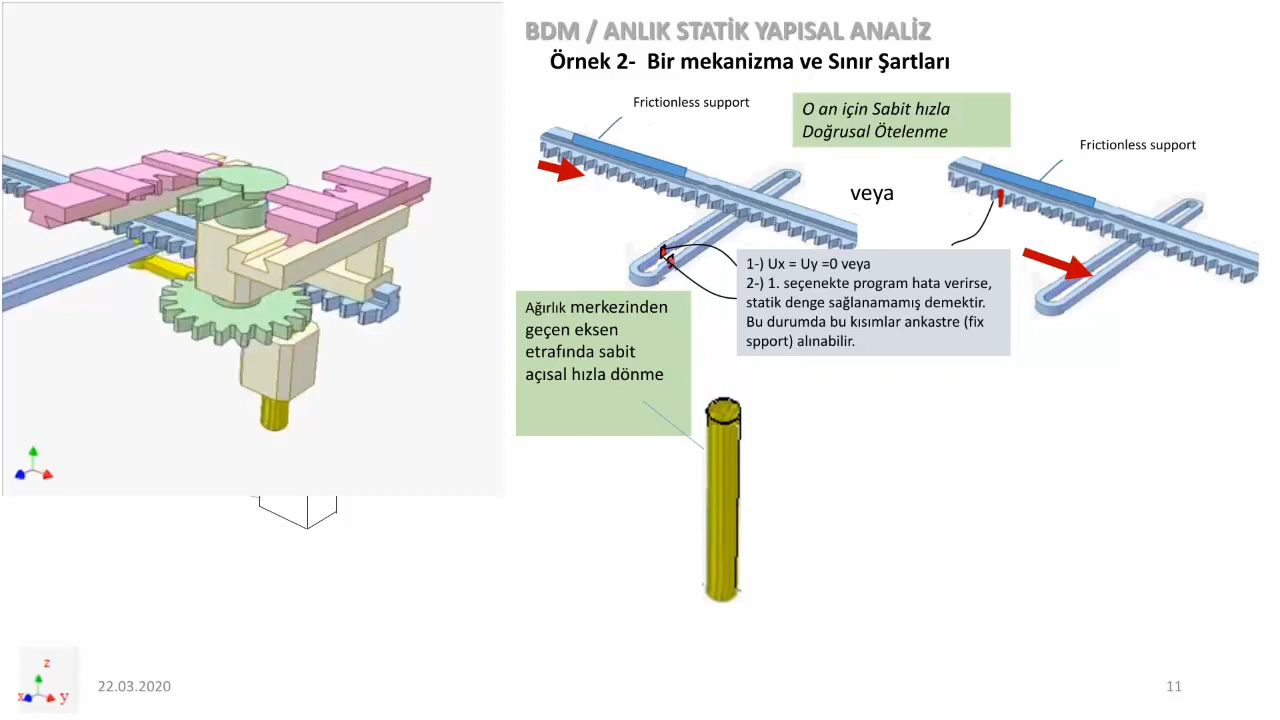 BDM / ANLIK STATİK YAPISAL ANALİZ
Örnek 2- Bir mekanizma ve Sınır Şartları
Frictionless support
O an için Sabit hızla
Doğrusal Ötelenme
Frictionless support
veya
1-) Ux = Uy =0 veya
2-) 1. seçenekte program hata verirse,
statik denge sağlanamamış demektir.
Bu durumda bu kısımlar ankastre (fix
spport) alınabilir.
Ağırlık merkezinden
geçen eksen
etrafında sabit
açısal hızla dönme
z
x
y
22.03.2020
11